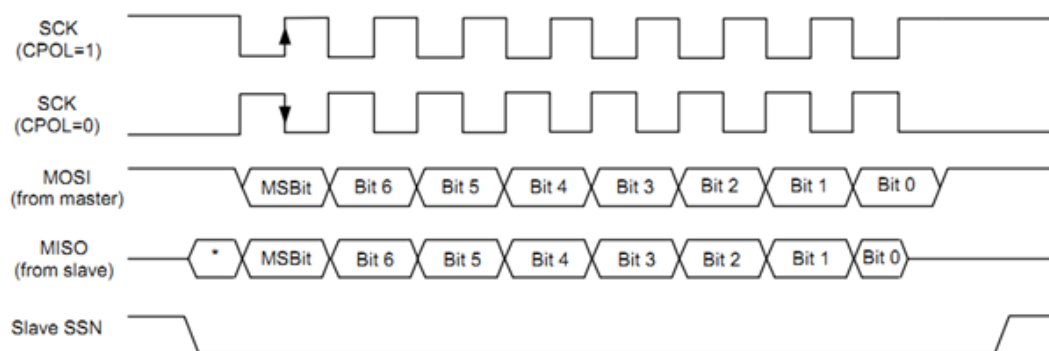 SCK
(CPOL=1)
SCK
(CPOL=0)
MOSI
(from master)
MSBit Bit 6 Bit 5 Bit 4 Bit 3 Bit 2 Bit 1 Bit 0
MISO
(from slave)
* MSBit Bit 6 Bit 5 Bit 4 Bit 3 Bit 2 Bit 1 Bit 0
Slave SSN